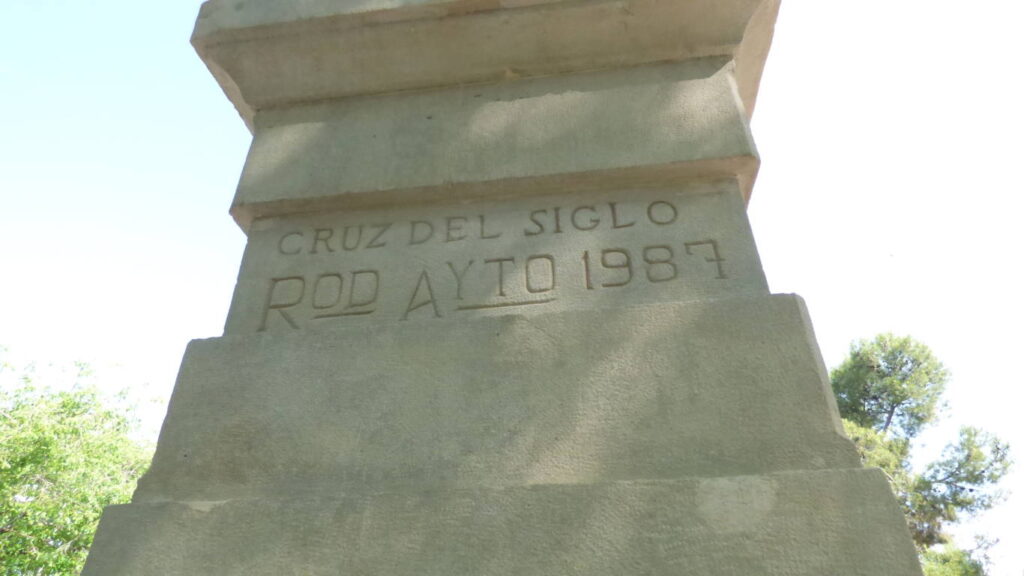 CRUZ DEL SIGLO
ROD AYTO 1987